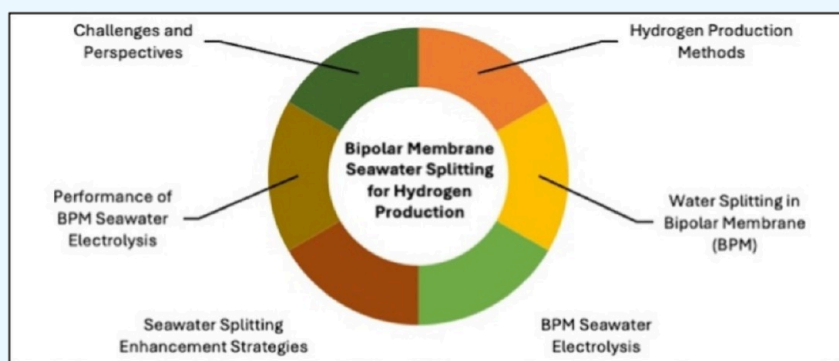 Challenges and
Perspectives
Hydrogen Production
Methods
Bipolar Membrane
Seawater Splitting
for Hydrogen
Production
Performance of
BPM Seawater
Electrolysis
Water Splitting in
Bipolar Membrane
(BPM)
Seawater Splitting
Enhancement Strategies
BPM Seawater
Electrolysis